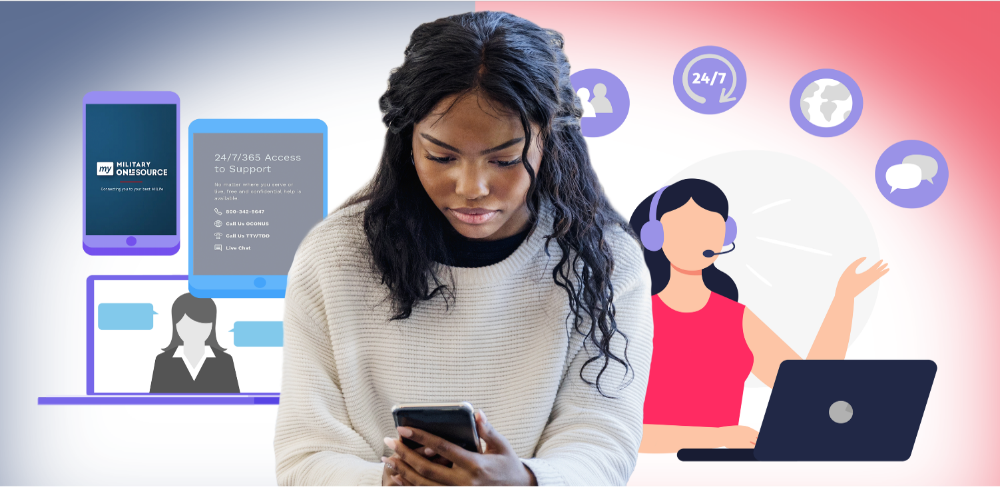 my MILITARY
ONESOURCE
Connecting you to your best MilLife
24/7/365 Access
to Support
No matter where you serve or
live, free and confidential help is
available.
800-342-9647
Call Us OCONUS
Call Us TTY/TDD
Live Chat
24/7